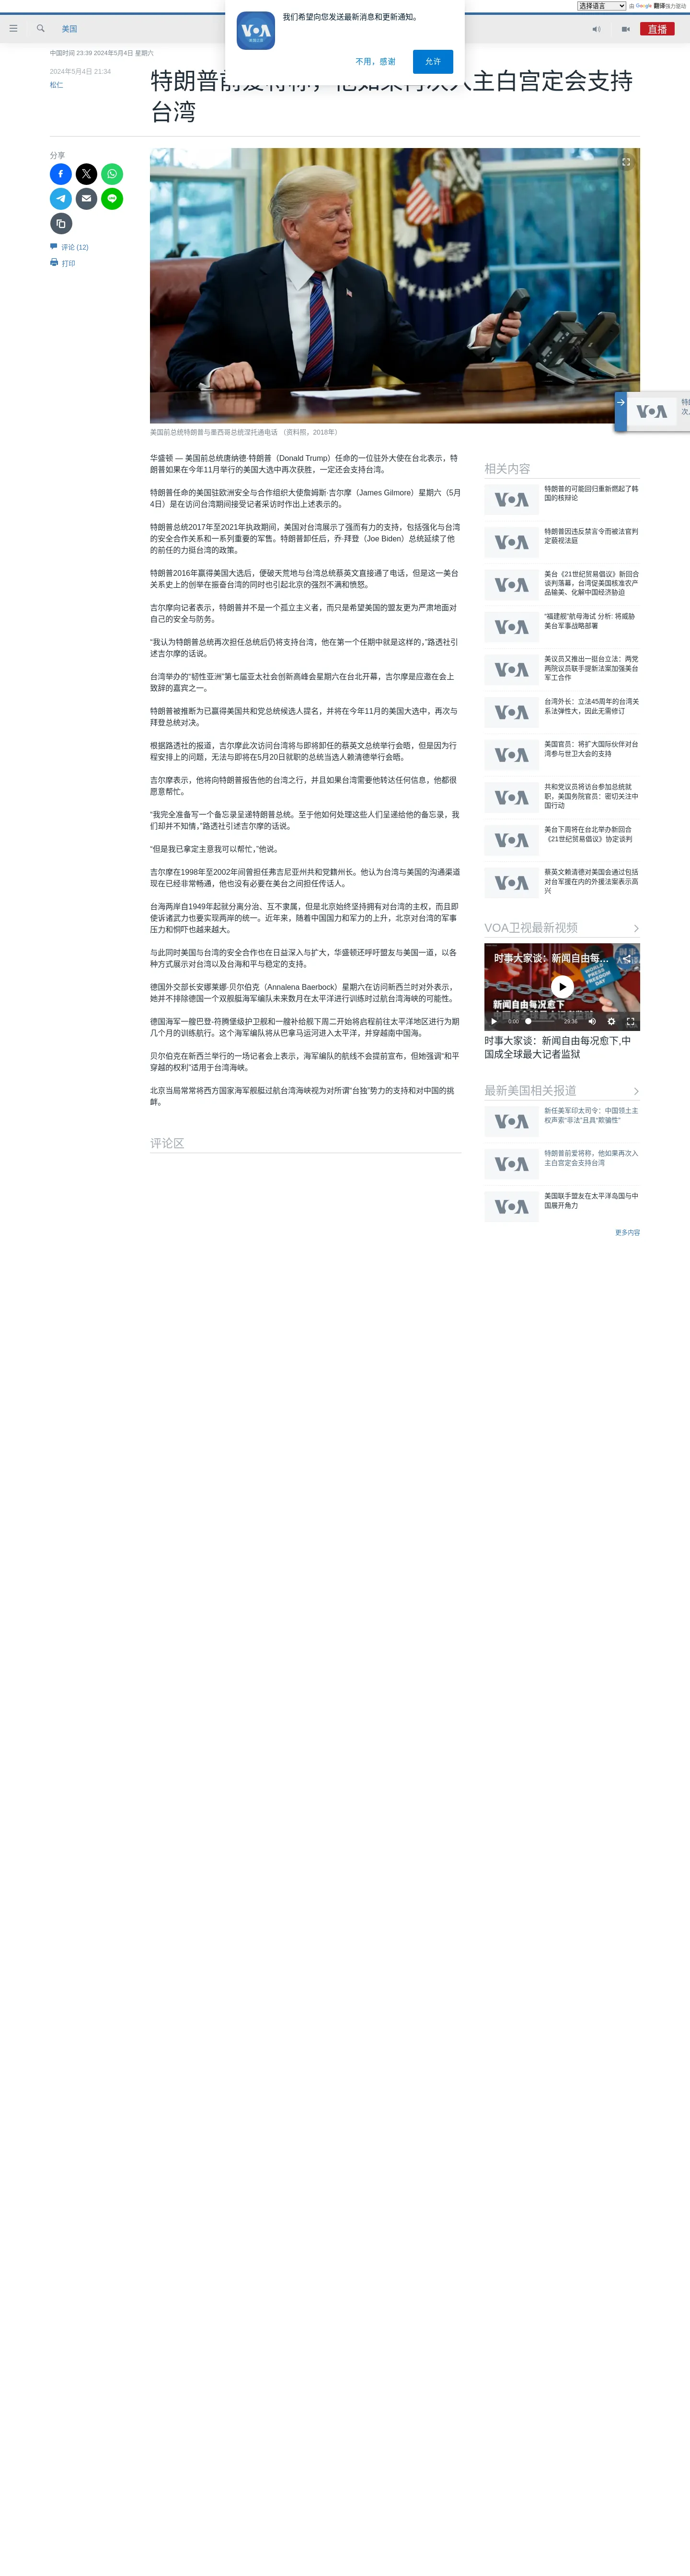 选择语言 由 Google 翻译强力驱动
我们希望向您发送最新消息和更新通知。
VOA
不用，感谢
允许
美国
直播
中国时间 23:39 2024年5月4日 星期六
2024年5月4日 21:34
松仁
主白宫定会支持
台湾
分享
评论 (12)
打印
VOA
美国前总统特朗普与墨西哥总统涅托通电话 （资料照，2018年）
华盛顿 — 美国前总统唐纳德·特朗普（Donald Trump）任命的一位驻外大使在台北表示，特
朗普如果在今年11月举行的美国大选中再次获胜，一定还会支持台湾。
特朗普任命的美国驻欧洲安全与合作组织大使詹姆斯·吉尔摩（James Gilmore）星期六（5月
4日）是在访问台湾期间接受记者采访时作出上述表示的。
特朗普总统2017年至2021年执政期间，美国对台湾展示了强而有力的支持，包括强化与台湾
的安全合作关系和一系列重要的军售。特朗普卸任后，乔·拜登（Joe Biden）总统延续了他
的前任的力挺台湾的政策。
特朗普2016年赢得美国大选后，便破天荒地与台湾总统蔡英文直接通了电话，但是这一美台
关系史上的创举在振奋台湾的同时也引起北京的强烈不满和愤怒。
吉尔摩向记者表示，特朗普并不是一个孤立主义者，而只是希望美国的盟友更为严肃地面对
自己的安全与防务。
“我认为特朗普总统再次担任总统后仍将支持台湾，他在第一个任期中就是这样的，”路透社引
述吉尔摩的话说。
台湾举办的“韧性亚洲”第七届亚太社会创新高峰会星期六在台北开幕，吉尔摩是应邀在会上
致辞的嘉宾之一。
特朗普被推断为已赢得美国共和党总统候选人提名，并将在今年11月的美国大选中，再次与
拜登总统对决。
根据路透社的报道，吉尔摩此次访问台湾将与即将卸任的蔡英文总统举行会晤，但是因为行
程安排上的问题，无法与即将在5月20日就职的总统当选人赖清德举行会晤。
吉尔摩表示，他将向特朗普报告他的台湾之行，并且如果台湾需要他转达任何信息，他都很
愿意帮忙。
“我完全准备写一个备忘录呈递特朗普总统。至于他如何处理这些人们呈递给他的备忘录，我
们却并不知情，”路透社引述吉尔摩的话说。
“但是我已拿定主意我可以帮忙，”他说。
吉尔摩在1998年至2002年间曾担任弗吉尼亚州共和党籍州长。他认为台湾与美国的沟通渠道
现在已经非常畅通，他也没有必要在美台之间担任传话人。
台海两岸自1949年起就分离分治、互不隶属，但是北京始终坚持拥有对台湾的主权，而且即
使诉诸武力也要实现两岸的统一。近年来，随着中国国力和军力的上升，北京对台湾的军事
压力和恫吓也越来越大。
与此同时美国与台湾的安全合作也在日益深入与扩大，华盛顿还呼吁盟友与美国一道，以各
种方式展示对台湾以及台海和平与稳定的支持。
德国外交部长安娜莱娜·贝尔伯克（Annalena Baerbock）星期六在访问新西兰时对外表示，
她并不排除德国一个双舰艇海军编队未来数月在太平洋进行训练时过航台湾海峡的可能性。
德国海军一艘巴登-符腾堡级护卫舰和一艘补给舰下周二开始将启程前往太平洋地区进行为期
几个月的训练航行。这个海军编队将从巴拿马运河进入太平洋，并穿越南中国海。
贝尔伯克在新西兰举行的一场记者会上表示，海军编队的航线不会提前宣布，但她强调“和平
穿越的权利”适用于台湾海峡。
北京当局常常将西方国家海军舰艇过航台湾海峡视为对所谓“台独”势力的支持和对中国的挑
衅。
评论区
相关内容
VOA 特朗普的可能回归重新燃起了韩
国的核辩论
VOA 特朗普因违反禁言令而被法官判
定藐视法庭
VOA 美台《21世纪贸易倡议》新回合
谈判落幕，台湾促美国核准农产
品输美、化解中国经济胁迫
VOA “福建舰”航母海试 分析: 将威胁
美台军事战略部署
VOA 美议员又推出一挺台立法：两党
两院议员联手提新法案加强美台
军工合作
VOA 台湾外长：立法45周年的台湾关
系法弹性大，因此无需修订
VOA 美国官员：将扩大国际伙伴对台
湾参与世卫大会的支持
VOA 共和党议员将访台参加总统就
职，美国务院官员：密切关注中
国行动
VOA 美台下周将在台北举办新回合
《21世纪贸易倡议》协定谈判
VOA 蔡英文赖清德对美国会通过包括
对台军援在内的外援法案表示高
兴
VOA卫视最新视频
时事大家谈：新闻自由每...
WORLD PRESS FREEDOM DAY
新闻自由每况愈下
0:00 29:36
时事大家谈：新闻自由每况愈下,中
国成全球最大记者监狱
最新美国相关报道
VOA 新任美军印太司令：中国领土主
权声索“非法”且具“欺骗性”
VOA 特朗普前爱将称，他如果再次入
主白宫定会支持台湾
VOA 美国联手盟友在太平洋岛国与中
国展开角力
更多内容